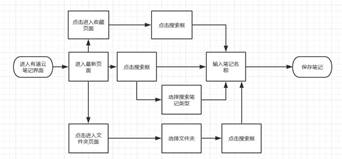 点击进入收藏
页面
点击搜索框
进入有道云
笔记界面
进入最新页
面
点击搜索框
输入笔记名
称
保存笔记
选择搜索笔
记类型
点击进入文
件夹页面
选择文件夹
点击搜索框